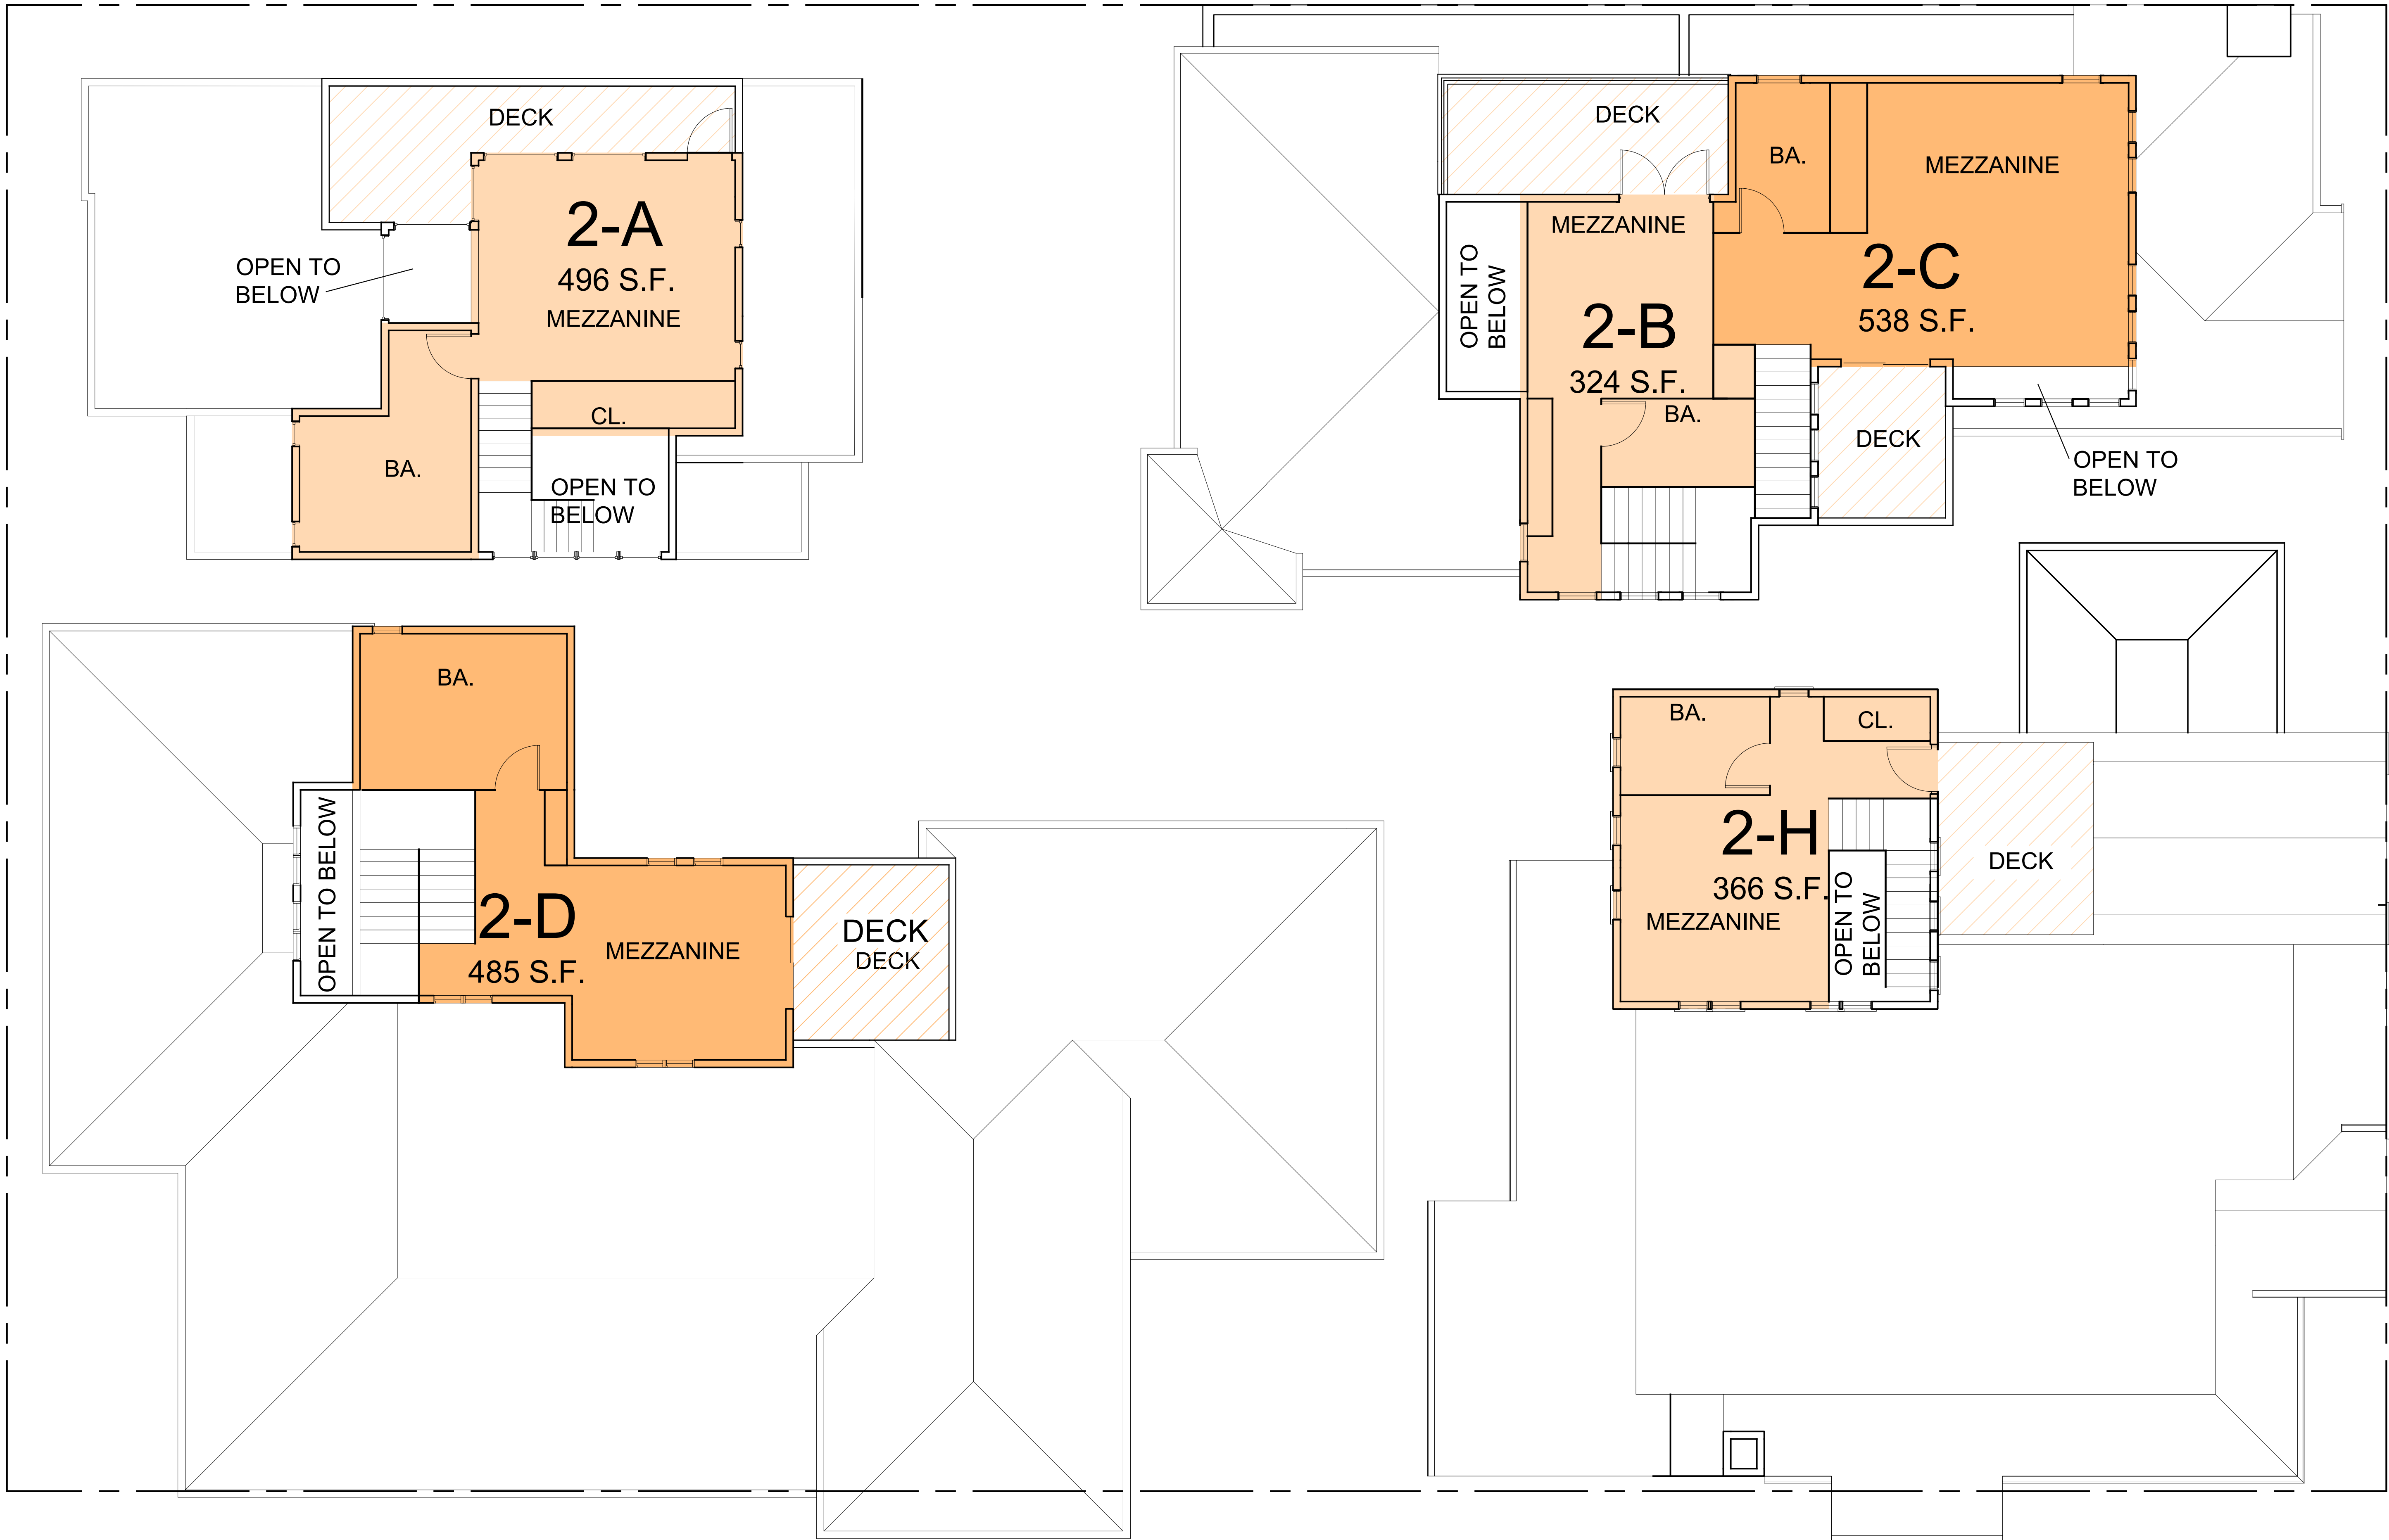 DECK
2-A
496 S.F.
MEZZANINE
OPEN TO
BELOW
CL.
BA.
OPEN TO
BELOW
DECK
BA.
MEZZANINE
MEZZANINE
OPEN TO
BELOW
2-B
324 S.F.
BA.
2-C
538 S.F.
DECK
OPEN TO
BELOW
BA.
OPEN TO BELOW
2-D
485 S.F.
MEZZANINE
DECK
DECK
BA.
CL.
2-H
366 S.F.
MEZZANINE
OPEN TO
BELOW
DECK